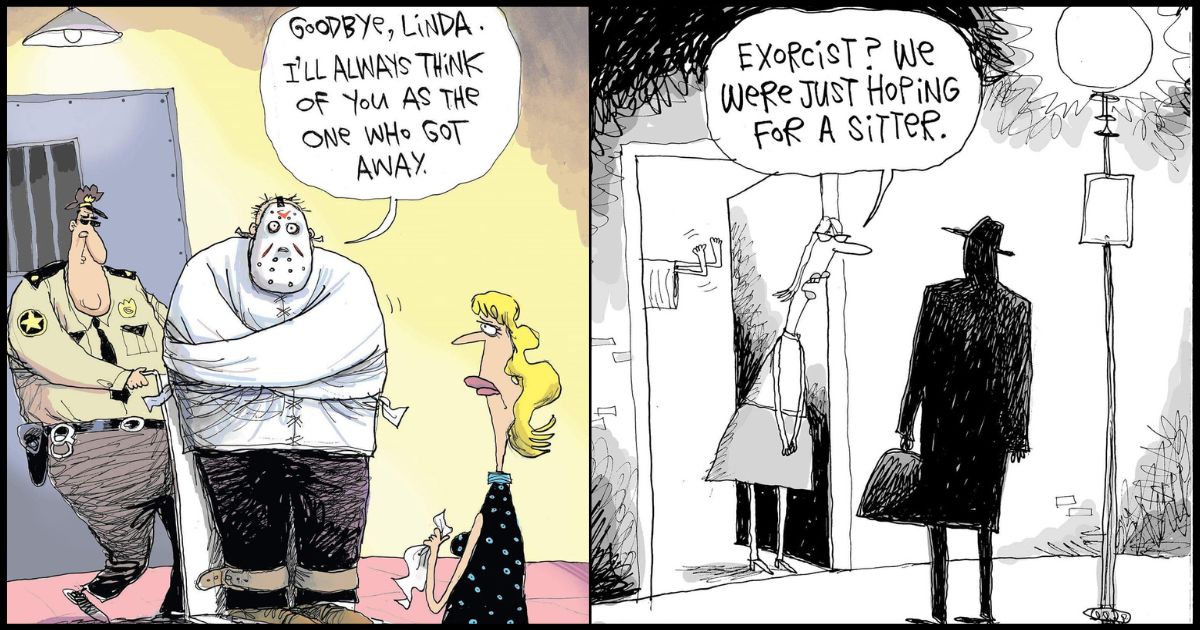 GOODBYE, LINDA.
I'LL ALWAYS THINK
OF YOU AS THE
ONE WHO GOT
AWAY.
EXORCIST? WE
WERE JUST HOPING
FOR A SITTER.